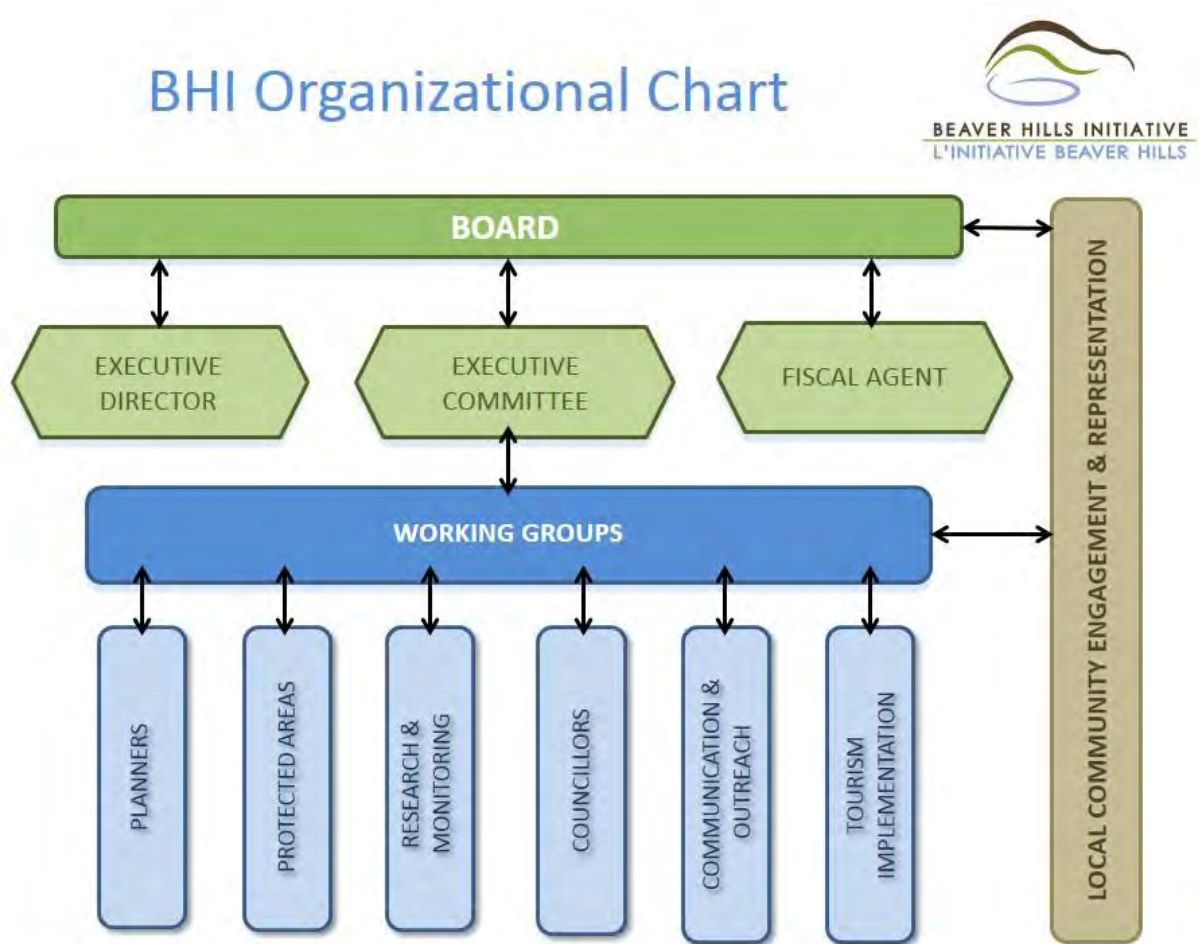 BHI Organizational Chart
BEAVER HILLS INITIATIVE
L'INITIATIVE BEAVER HILLS
BOARD
EXECUTIVE
DIRECTOR
EXECUTIVE
COMMITTEE
FISCAL AGENT
WORKING GROUPS
PLANNERS
PROTECTED AREAS
RESEARCH &
MONITORING
COUNCILLORS
COMMUNICATION &
OUTREACH
TOURISM
IMPLEMENTATION
LOCAL COMMUNITY ENGAGEMENT & REPRESENTATION